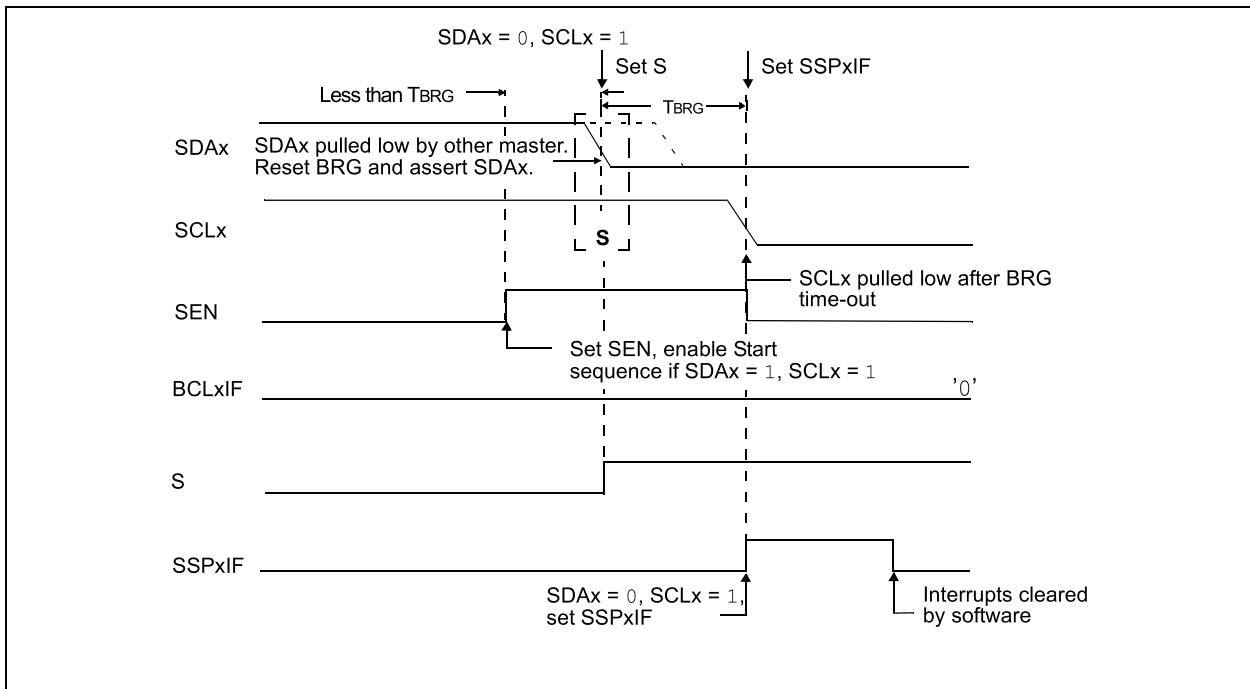 SDAx = 0, SCLx = 1
Set S
Set SSPxIF
Less than TBRG
TBRG
SDAx
SDAx pulled low by other master.
Reset BRG and assert SDAx.
SCLx
S
SCLx pulled low after BRG
time-out
SEN
Set SEN, enable Start
sequence if SDAx = 1, SCLx = 1
BCLxIF
'0'
S
SSPxIF
SDAx = 0, SCLx = 1,
set SSPxIF
Interrupts cleared
by software